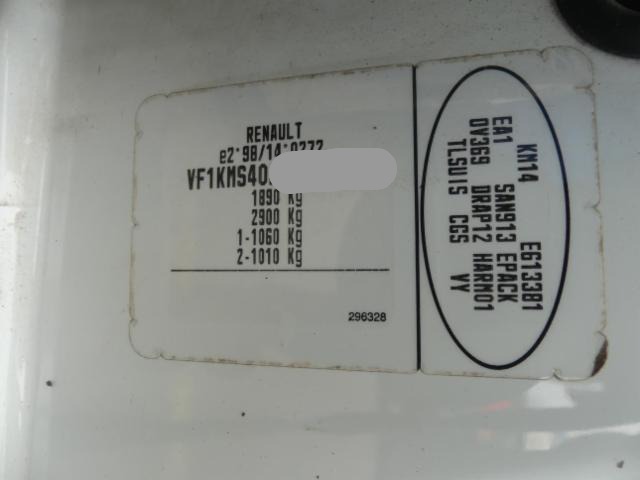 RENAULT
e2*98/14*0272
VF1KMS40
1890 Kg
2900 Kg
1-1060 Kg
2-1010 Kg
296328
KM14 E613381
EA1 SAN913 EPACK
DV369 DRAP12 HARM01
TLSU15 CGS VY